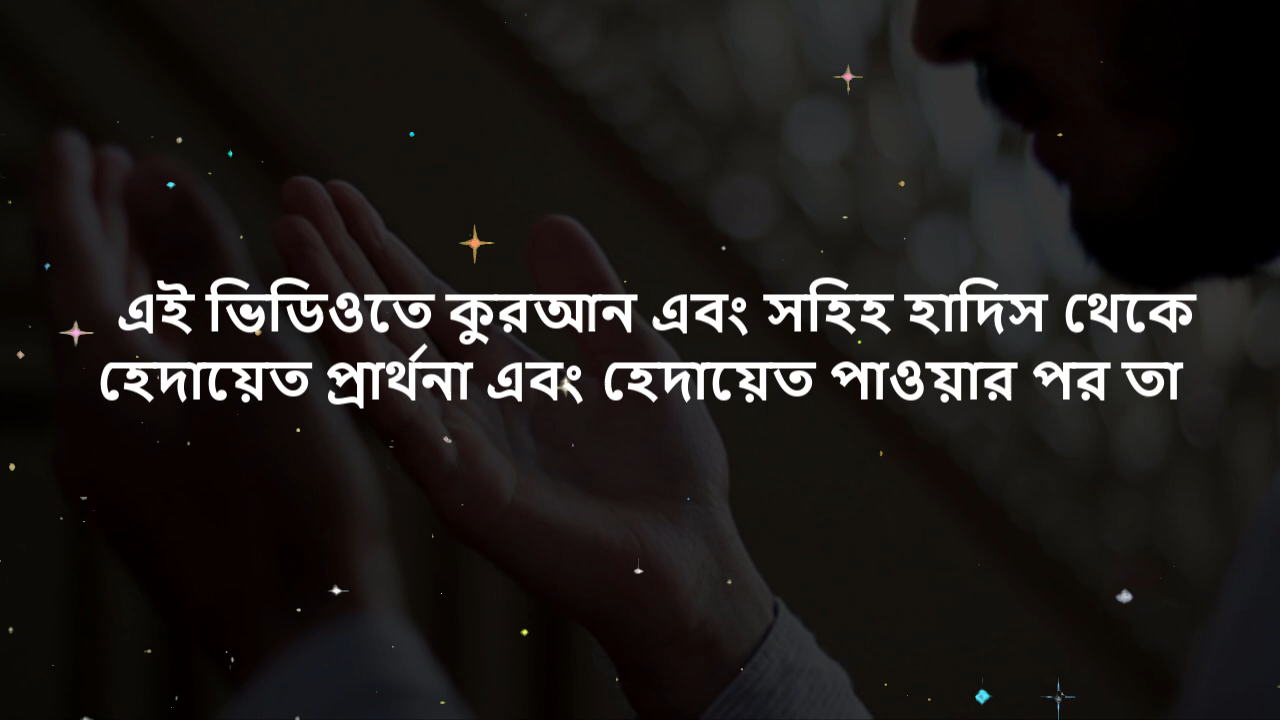 এই ভিডিওতে কুরআন এবং সহিহ হাদিস থেকে
হেদায়েত প্রার্থনা এবং হেদায়েত পাওয়ার পর তা